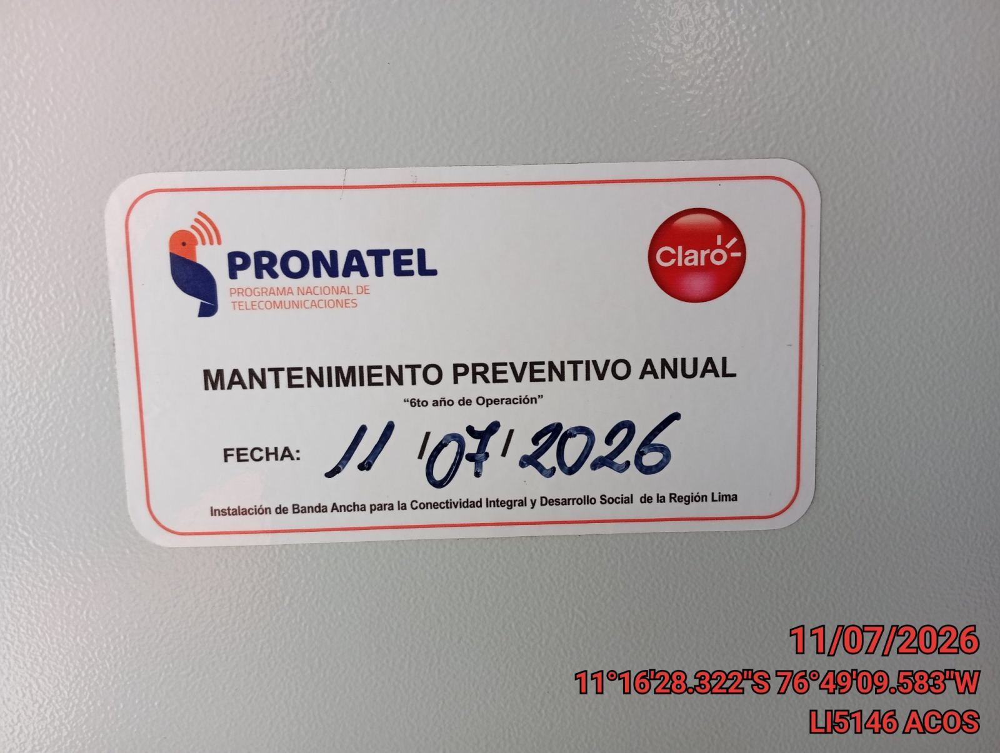 PRONATEL
PROGRAMA NACIONAL DE
TELECOMUNICACIONES
Claro
MANTENIMIENTO PREVENTIVO ANUAL
“6to año de Operación”
FECHA: 11 / 07 / 2026
Instalación de Banda Ancha para la Conectividad Integral y Desarrollo Social de la Región Lima
11/07/2026
11°16'28.322"S 76°49'09.583"W
LI5146 ACOS